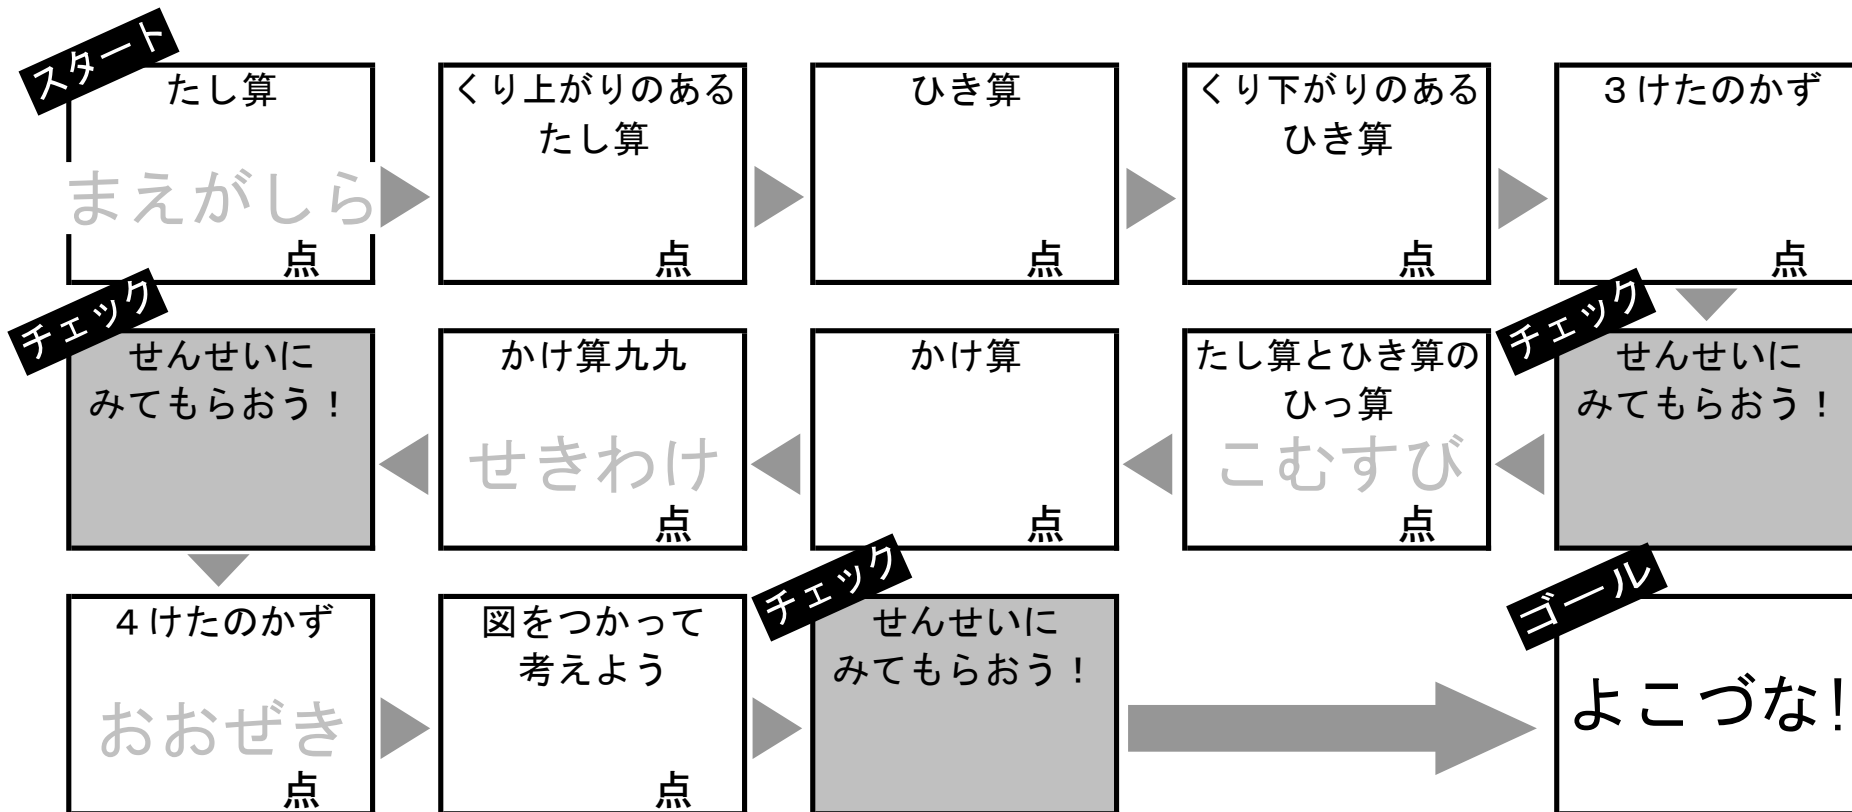 スタート
たし算
まえがしら
点
くり上がりのある
たし算
点
ひき算
点
くり下がりのある
ひき算
点
3けたのかず
点
チェック
せんせいに
みてもらおう！
たし算とひき算の
ひっ算
こむすび
点
かけ算
点
かけ算九九
せきわけ
点
チェック
せんせいに
みてもらおう！
4けたのかず
おおぜき
点
図をつかって
考えよう
点
チェック
せんせいに
みてもらおう！
ゴール
よこづな!